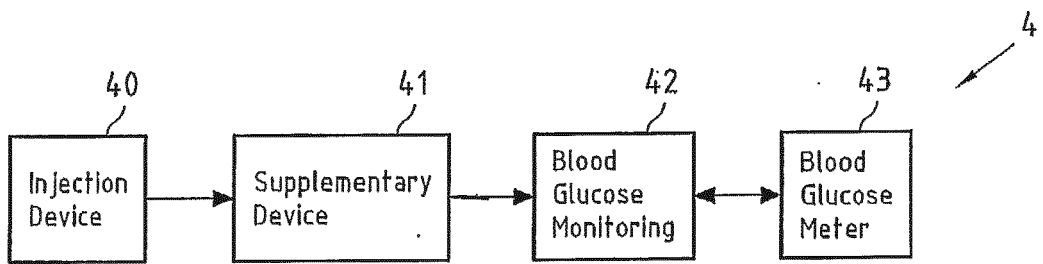 4
40
41
42
43
Injection
Device
Supplementary
Device
Blood
Glucose
Monitoring
Blood
Glucose
Meter